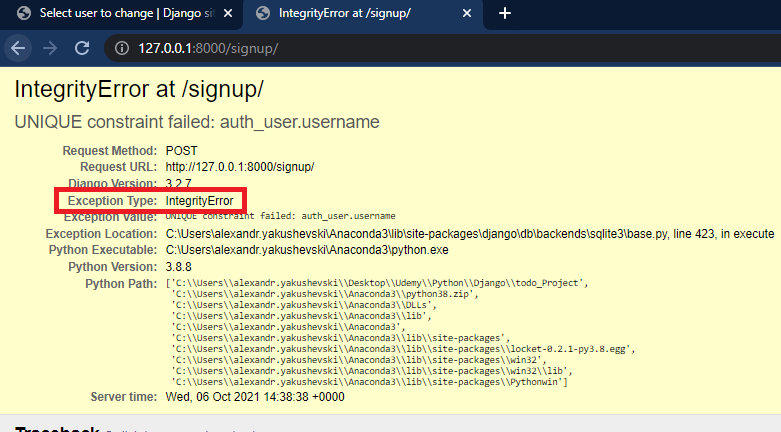 Select user to change | Django sit
IntegrityError at /signup/
127.0.0.1:8000/signup/
IntegrityError at /signup/
UNIQUE constraint failed: auth_user.username
Request Method: POST
Request URL: http://127.0.0.1:8000/signup/
Django Version: 3.2.7
Exception Type: IntegrityError
Exception Value: UNIQUE constraint failed: auth_user.username
Exception Location: C:\Users\alexandr.yakushevski\Anaconda3\lib\site-packages\django\db\backends\sqlite3\base.py, line 423, in execute
Python Executable: C:\Users\alexandr.yakushevski\Anaconda3\python.exe
Python Version: 3.8.8
Python Path: ['C:\\Users\\alexandr.yakushevski\\Desktop\\Udemy\\Python\\Django\\todo_Project',
'C:\\Users\\alexandr.yakushevski\\Anaconda3\\python38.zip',
'C:\\Users\\alexandr.yakushevski\\Anaconda3\\DLLs',
'C:\\Users\\alexandr.yakushevski\\Anaconda3\\lib',
'C:\\Users\\alexandr.yakushevski\\Anaconda3',
'C:\\Users\\alexandr.yakushevski\\Anaconda3\\lib\\site-packages',
'C:\\Users\\alexandr.yakushevski\\Anaconda3\\lib\\site-packages\\locket-0.2.1-py3.8.egg',
'C:\\Users\\alexandr.yakushevski\\Anaconda3\\lib\\site-packages\\win32',
'C:\\Users\\alexandr.yakushevski\\Anaconda3\\lib\\site-packages\\win32\\lib',
'C:\\Users\\alexandr.yakushevski\\Anaconda3\\lib\\site-packages\\Pythonwin']
Server time: Wed, 06 Oct 2021 14:38:38 +0000
Traceback